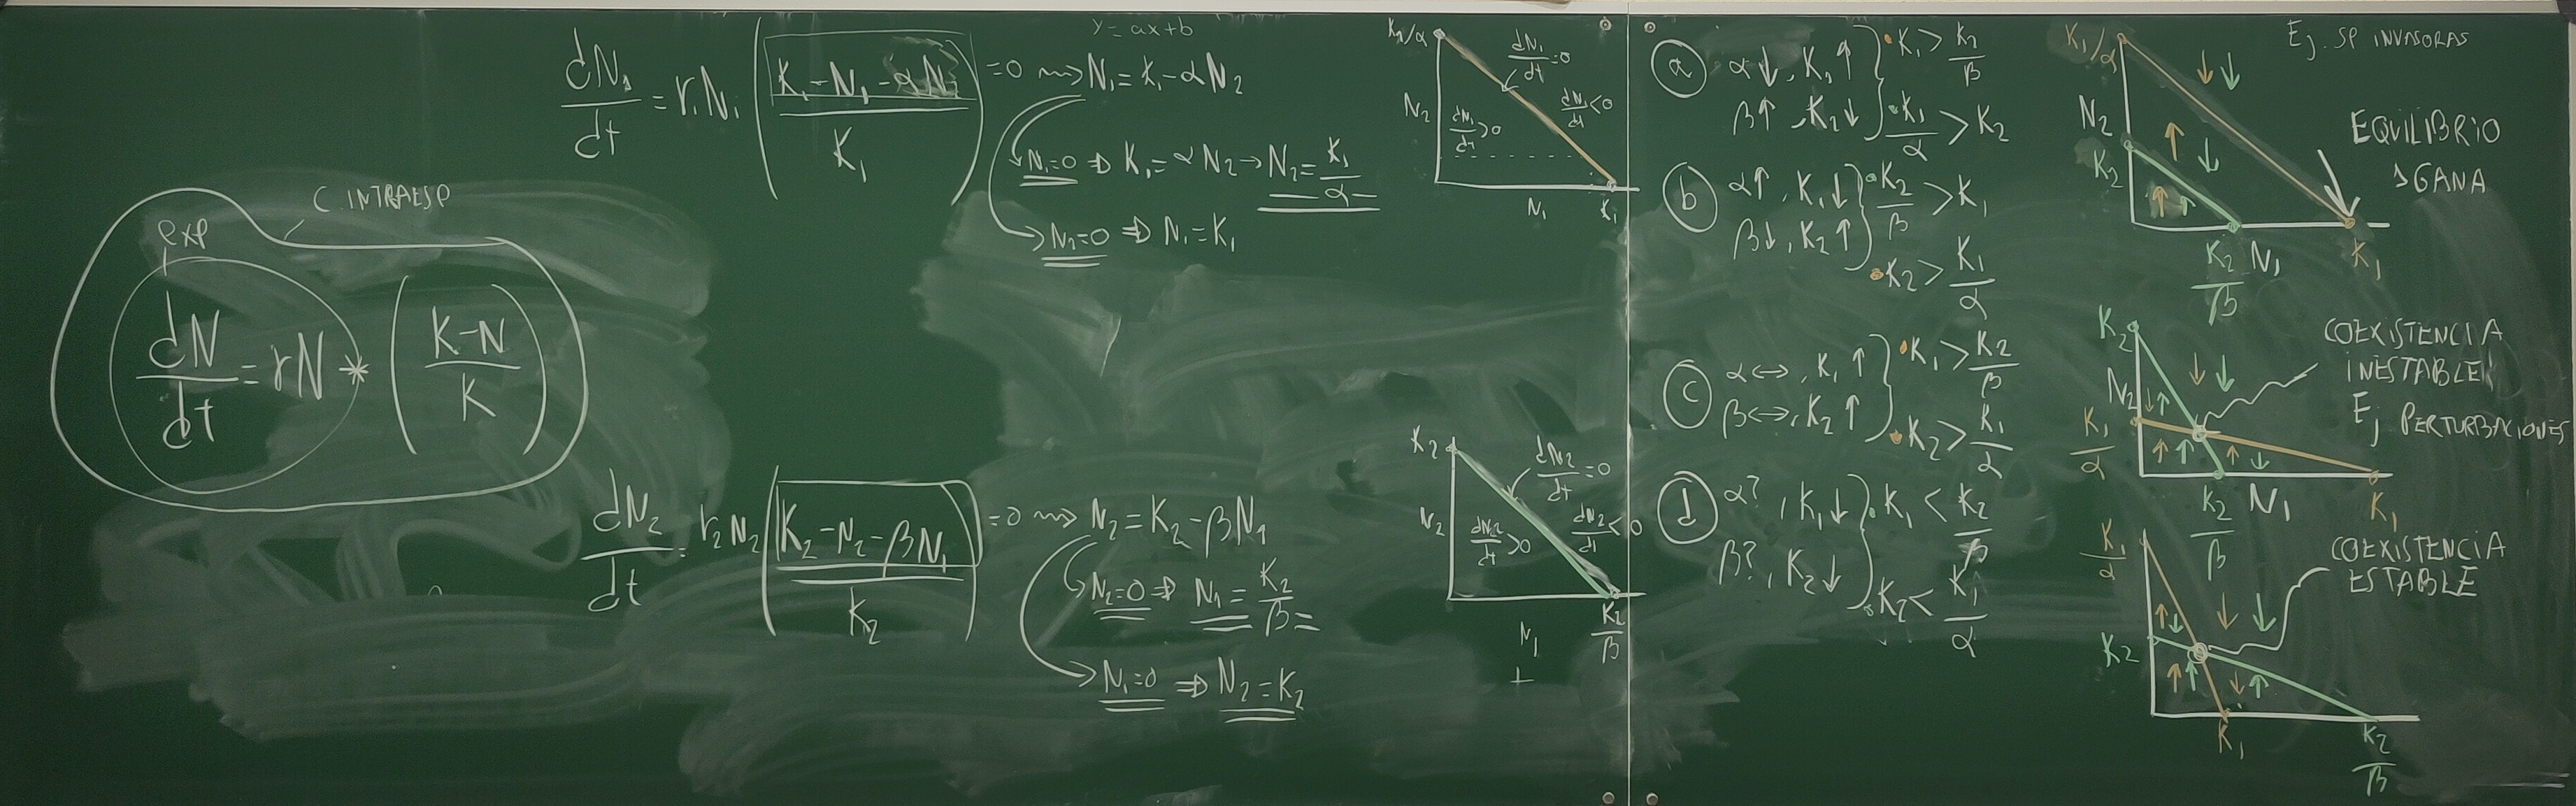 C. INTRAESP
exp
dN/dt = rN * ((K-N)/K)
y = ax+b
dN₁/dt = r₁N₁ ((K₁-N₁-αN)/K₁) = 0 ⇝ N₁ = K₁-αN₂
N₁=0 ⇒ K₁ = αN₂ → N₂ = K₁/α
N₂=0 ⇒ N₁ = K₁
dN₂/dt = r₂N₂ ((K₂-N₂-βN₁)/K₂) = 0 ⇝ N₂ = K₂-βN₁
N₂=0 ⇒ N₁ = K₂/β
N₁=0 ⇒ N₂ = K₂
K₁/α
dN₁/dt=0
N₂
dN₁/dt>0
dN₁/dt<0
N₁
K₁
K₂
dN₂/dt=0
N₂
dN₂/dt>0
dN₂/dt<0
N₁
K₂/β
ⓐ α↓, K₁↑ } • K₁ > K₂/β
β↑, K₂↓ } • K₁/α > K₂
ⓑ α↑, K₁↓ } • K₂/β > K₁
β↓, K₂↑ } • K₂ > K₁/α
ⓒ α↔, K₁↑ } • K₁ > K₂/β
β↔, K₂↑ } • K₂ > K₁/α
ⓓ α?, K₁↓ } • K₁ < K₂/β
β?, K₂↓ } • K₂ < K₁/α
Ej. SP INVASORAS
K₁/α
N₂
K₂
EQUILIBRIO
GANA
K₂/β
N₁
K₁
K₂
COEXISTENCIA
INESTABLE
Ej PERTURBACIONES
N₂
K₁/α
K₂/β
N₁
K₁
K₁/α
COEXISTENCIA
ESTABLE
K₂
K₁
K₂/β